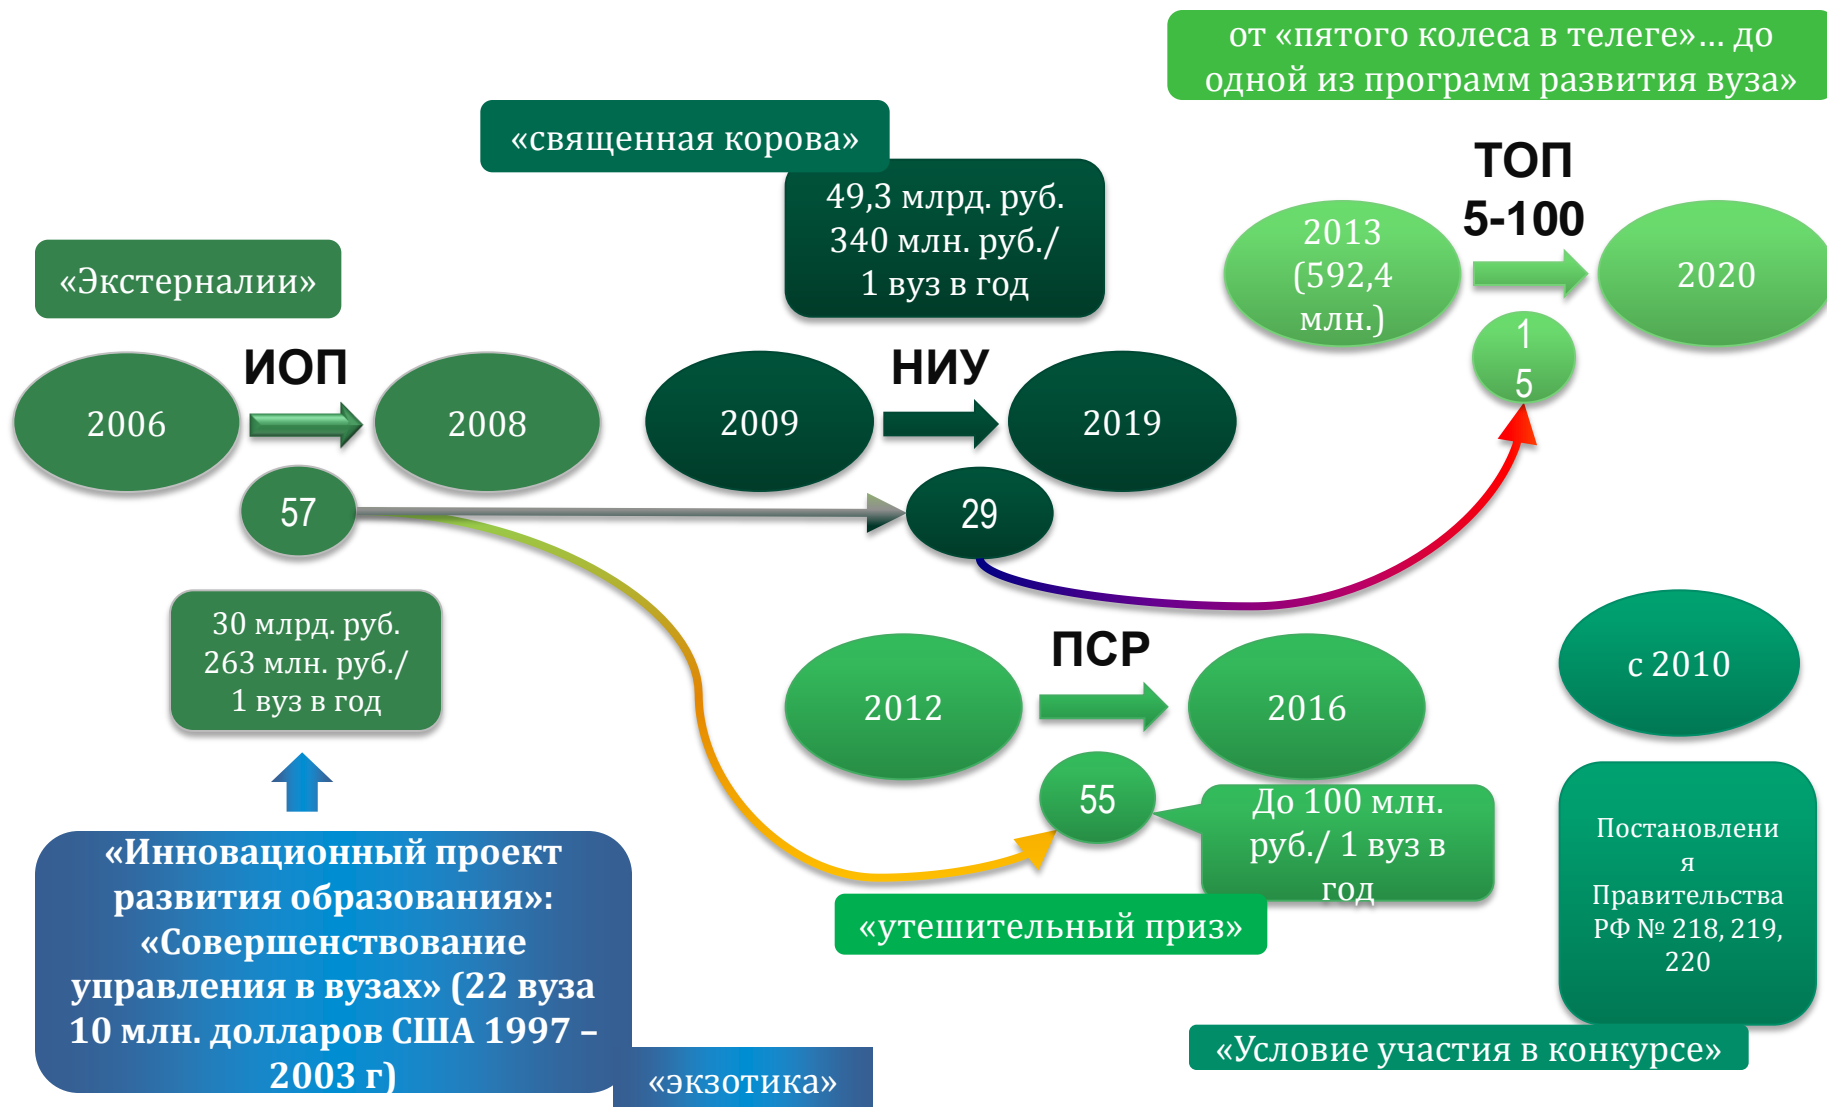 от «пятого колеса в телеге»... до
одной из программ развития вуза»
«священная корова»
49,3 млрд. руб.
340 млн. руб./
1 вуз в год
ТОП
5-100
2013
(592,4
млн.)
2020
1
5
«Экстерналии»
ИОП
2006
2008
57
НИУ
2009
2019
29
30 млрд. руб.
263 млн. руб./
1 вуз в год
ПСР
2012
2016
55
До 100 млн.
руб./ 1 вуз в
год
«утешительный приз»
с 2010
Постановлени
я
Правительства
РФ № 218, 219,
220
«Условие участия в конкурсе»
«Инновационный проект
развития образования»:
«Совершенствование
управления в вузах» (22 вуза
10 млн. долларов США 1997 –
2003 г)
«экзотика»